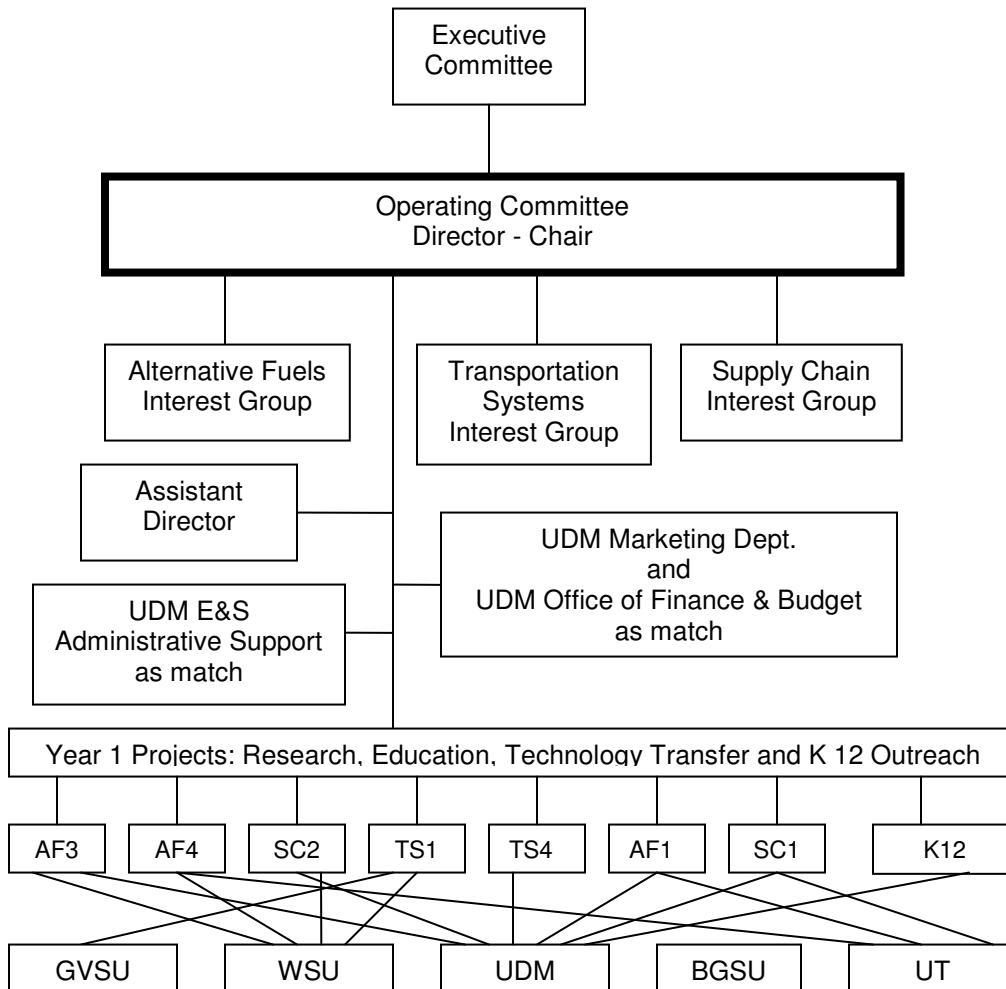 Executive
Committee
Operating Committee
Director - Chair
Alternative Fuels
Interest Group
Transportation
Systems
Interest Group
Supply Chain
Interest Group
Assistant
Director
UDM Marketing Dept.
and
UDM Office of Finance & Budget
as match
UDM E&S
Administrative Support
as match
Year 1 Projects: Research, Education, Technology Transfer and K 12 Outreach
AF3
AF4
SC2
TS1
TS4
AF1
SC1
K12
GVSU
WSU
UDM
BGSU
UT